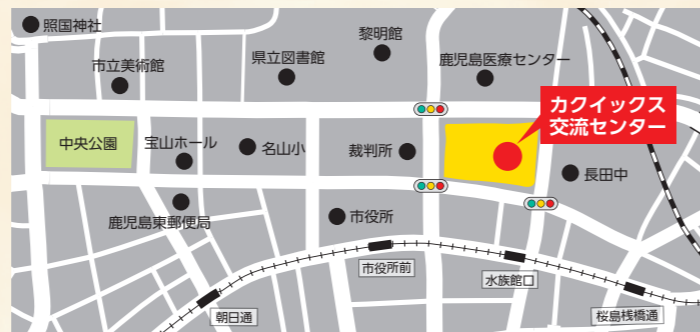 照国神社
黎明館
市立美術館
県立図書館
鹿児島医療センター
カクイックス
交流センター
中央公園
宝山ホール
名山小
裁判所
長田中
鹿児島東郵便局
市役所
市役所前
水族館口
朝日通
桜島桟橋通